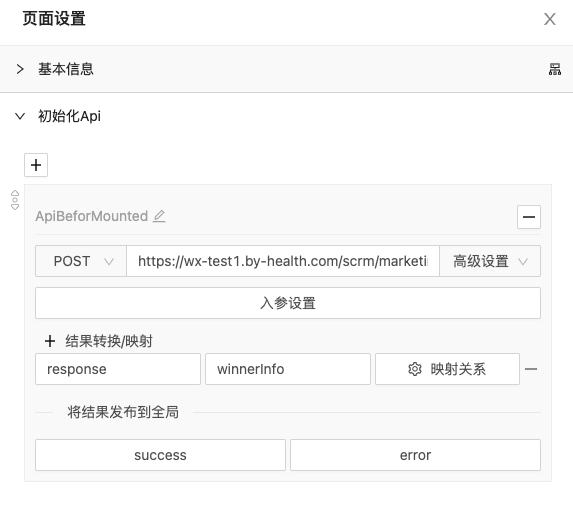 页面设置
基本信息
初始化Api
ApiBeforMounted
POST https://wx-test1.by-health.com/scrm/marketi 高级设置
入参设置
结果转换/映射
response winnerInfo 映射关系
将结果发布到全局
success error